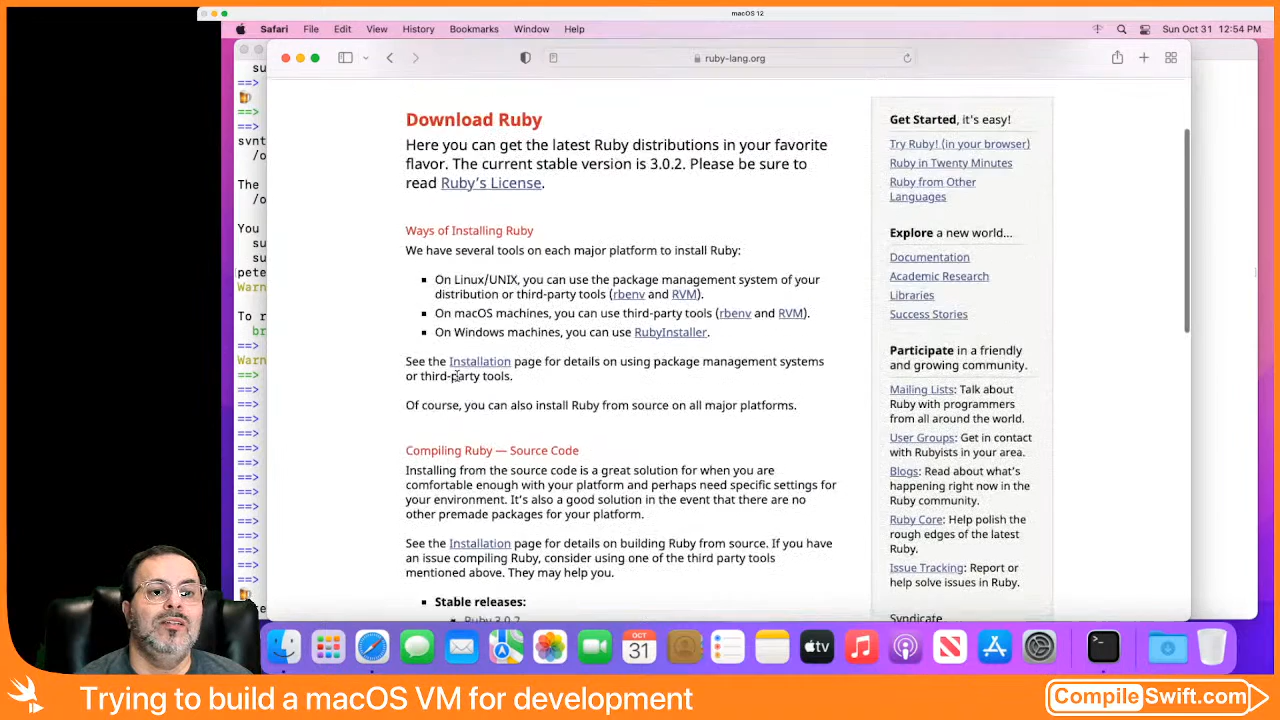 macOS 12
Safari File Edit View History Bookmarks Window Help Sun Oct 31 12:54 PM
ruby-lang.org
su
==>
==>
==>
svnt
/o
The
/o
You
su
su
pete
Warn
To r
br
==>
Warn
==>
==>
==>
==>
==>
==>
==>
==>
==>
==>
==>
==>
Download Ruby
Here you can get the latest Ruby distributions in your favorite
flavor. The current stable version is 3.0.2. Please be sure to
read Ruby's License.
Ways of Installing Ruby
We have several tools on each major platform to install Ruby:
On Linux/UNIX, you can use the package management system of your
distribution or third-party tools (rbenv and RVM).
On macOS machines, you can use third-party tools (rbenv and RVM).
On Windows machines, you can use RubyInstaller.
See the Installation page for details on using package management systems
or third-party tools.
Of course, you can also install Ruby from source on all major platforms.
Compiling Ruby — Source Code
Installing from the source code is a great solution for when you are
comfortable enough with your platform and perhaps need specific settings for
your environment. It's also a good solution in the event that there are no
other premade packages for your platform.
See the Installation page for details on building Ruby from source. If you have
an issue compiling Ruby, consider using one of the third party tools
mentioned above. They may help you.
Stable releases:
Ruby 3.0.2
Get Started, it's easy!
Try Ruby! (in your browser)
Ruby in Twenty Minutes
Ruby from Other
Languages
Explore a new world...
Documentation
Academic Research
Libraries
Success Stories
Participate in a friendly
and growing community.
Mailing Lists: Talk about
Ruby with programmers
from all around the world.
User Groups: Get in contact
with Rubyists in your area.
Blogs: Read about what's
happening right now in the
Ruby community.
Ruby Core: Help polish the
rough edges of the latest
Ruby.
Issue Tracking: Report or
help solve issues in Ruby.
Syndicate
OCT
31
tv
Trying to build a macOS VM for development
CompileSwift.com